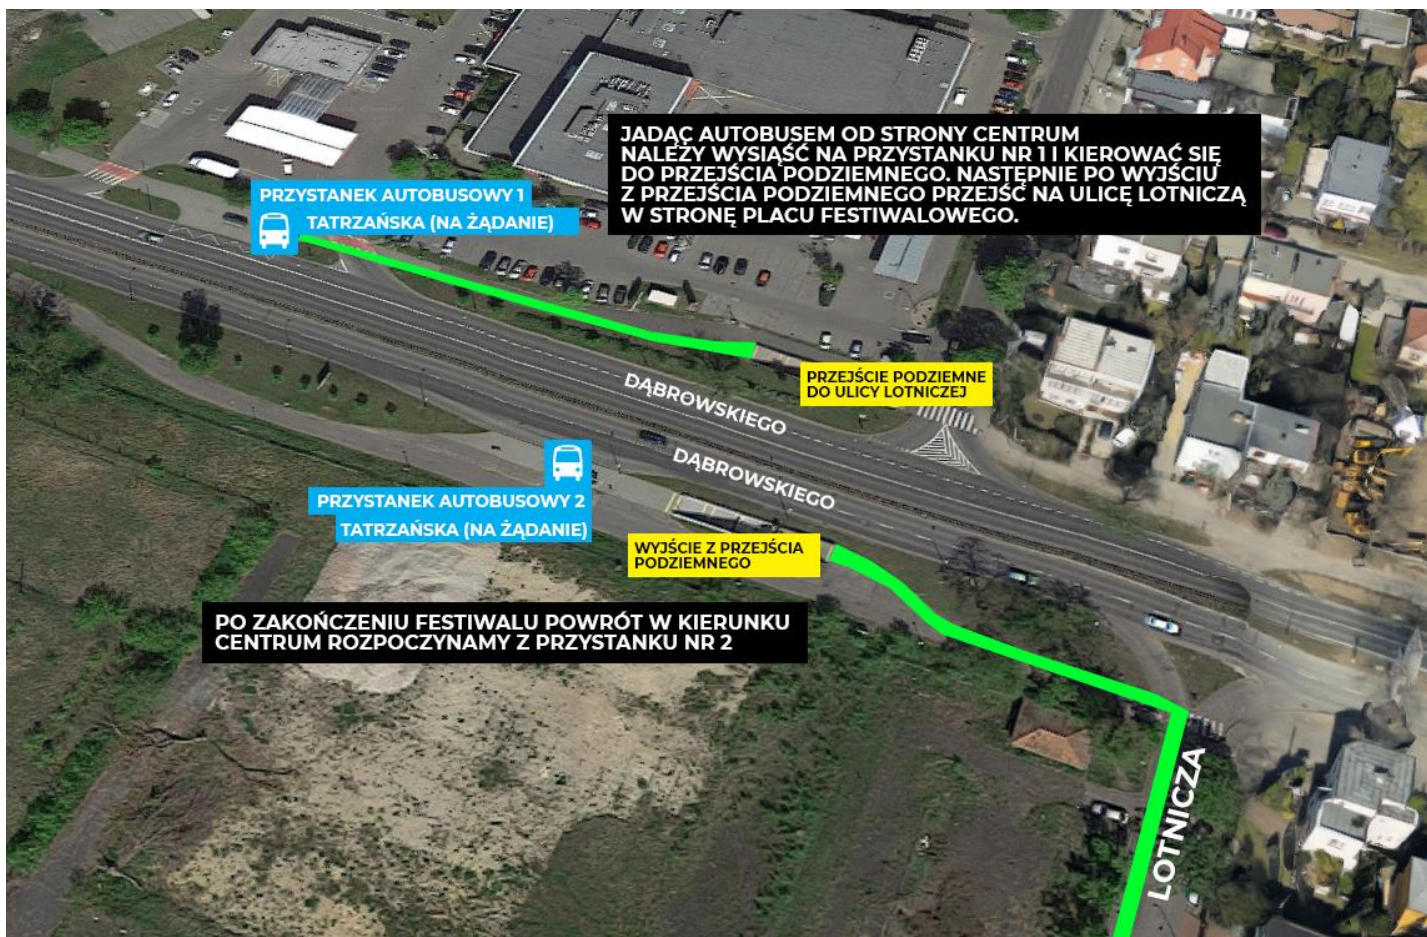 JADĄC AUTOBUSEM OD STRONY CENTRUM
NALEŻY WYSIĄŚĆ NA PRZYSTANKU NR 1 I KIEROWAĆ SIĘ
DO PRZEJŚCIA PODZIEMNEGO. NASTĘPNIE PO WYJŚCIU
Z PRZEJŚCIA PODZIEMNEGO PRZEJŚĆ NA ULICĘ LOTNICZĄ
W STRONĘ PLACU FESTIWALOWEGO.
PRZYSTANEK AUTOBUSOWY 1
TATRZAŃSKA (NA ŻĄDANIE)
PRZEJŚCIE PODZIEMNE
DO ULICY LOTNICZEJ
DĄBROWSKIEGO
DĄBROWSKIEGO
PRZYSTANEK AUTOBUSOWY 2
TATRZAŃSKA (NA ŻĄDANIE)
WYJŚCIE Z PRZEJŚCIA
PODZIEMNEGO
PO ZAKOŃCZENIU FESTIWALU POWRÓT W KIERUNKU
CENTRUM ROZPOCZYNAMY Z PRZYSTANKU NR 2
LOTNICZA